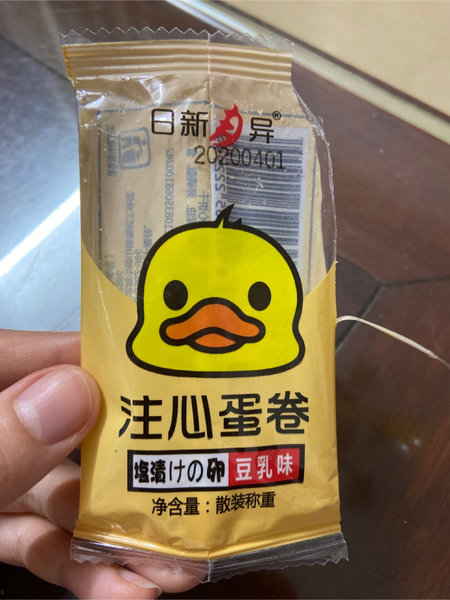 日新月异®
20200401
注心蛋卷
塩漬けの卵 豆乳味
净含量：散装称重